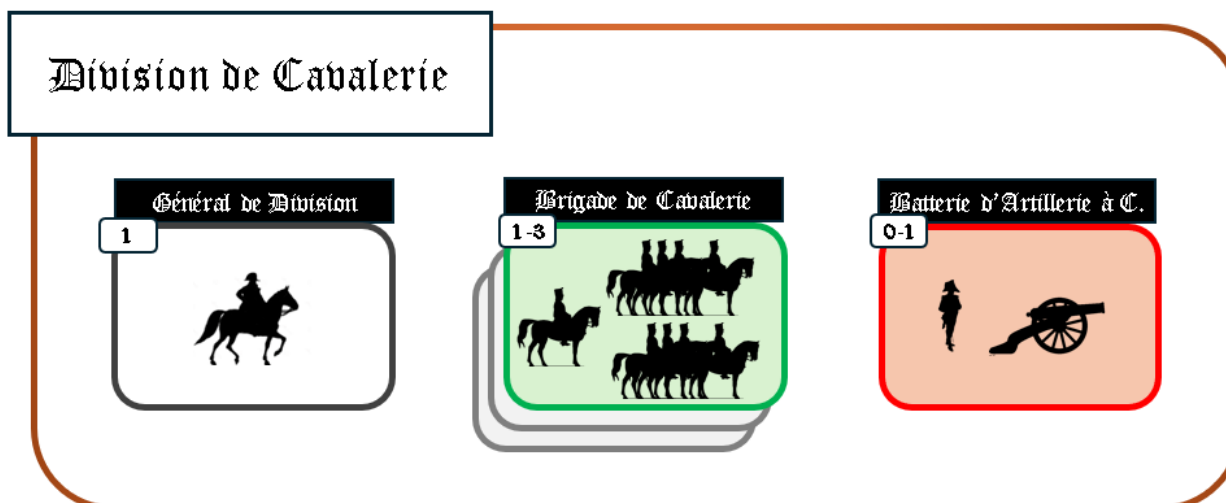 Division de Cavalerie
Général de Division
Brigade de Cavalerie
Batterie d'Artillerie à C.
1
1-3
0-1